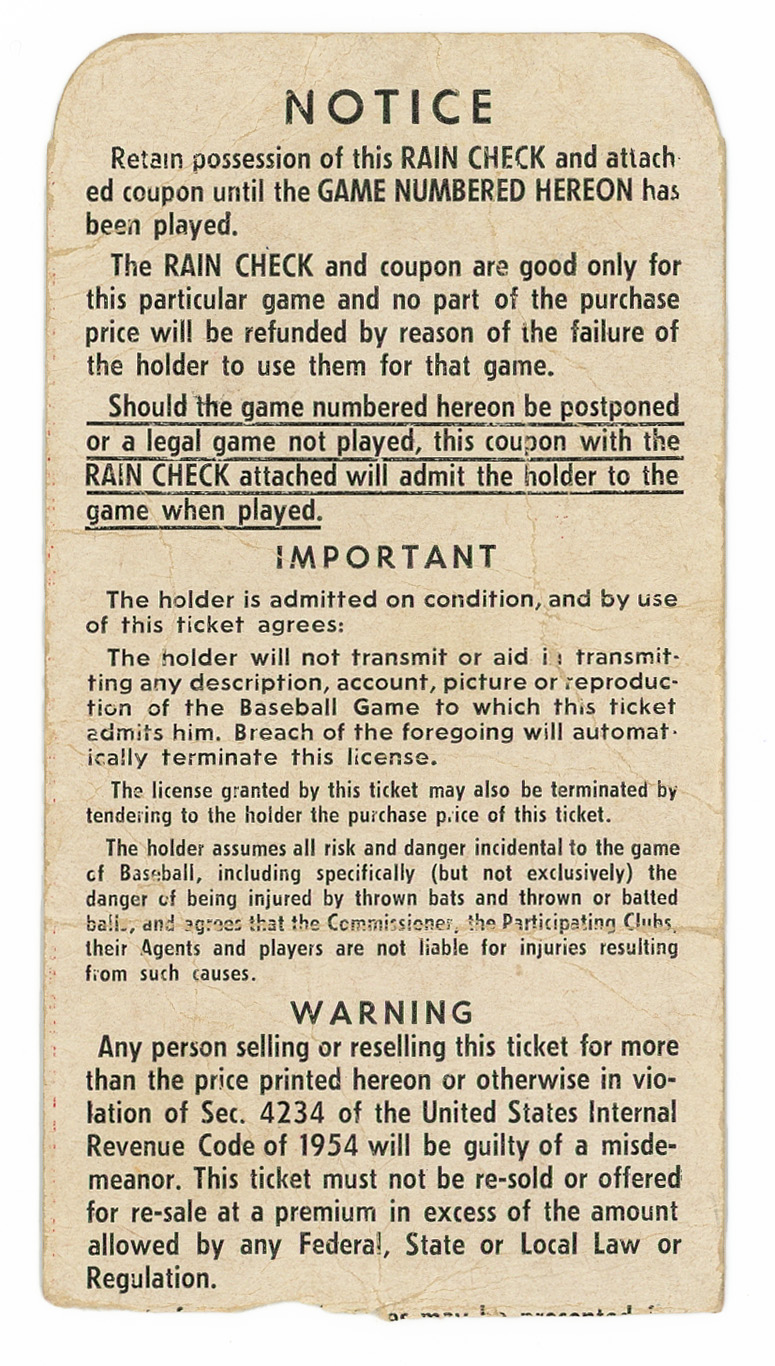 NOTICE
Retain possession of this RAIN CHECK and attach-
ed coupon until the GAME NUMBERED HEREON has
been played.
The RAIN CHECK and coupon are good only for
this particular game and no part of the purchase
price will be refunded by reason of the failure of
the holder to use them for that game.
Should the game numbered hereon be postponed
or a legal game not played, this coupon with the
RAIN CHECK attached will admit the holder to the
game when played.
IMPORTANT
The holder is admitted on condition, and by use
of this ticket agrees:
The holder will not transmit or aid in transmit-
ting any description, account, picture or reproduc-
tion of the Baseball Game to which this ticket
admits him. Breach of the foregoing will automat-
ically terminate this license.
The license granted by this ticket may also be terminated by
tendering to the holder the purchase price of this ticket.
The holder assumes all risk and danger incidental to the game
of Baseball, including specifically (but not exclusively) the
danger of being injured by thrown bats and thrown or batted
balls, and agrees that the Commissioner, the Participating Clubs,
their Agents and players are not liable for injuries resulting
from such causes.
WARNING
Any person selling or reselling this ticket for more
than the price printed hereon or otherwise in vio-
lation of Sec. 4234 of the United States Internal
Revenue Code of 1954 will be guilty of a misde-
meanor. This ticket must not be re-sold or offered
for re-sale at a premium in excess of the amount
allowed by any Federal, State or Local Law or
Regulation.
as may be presented